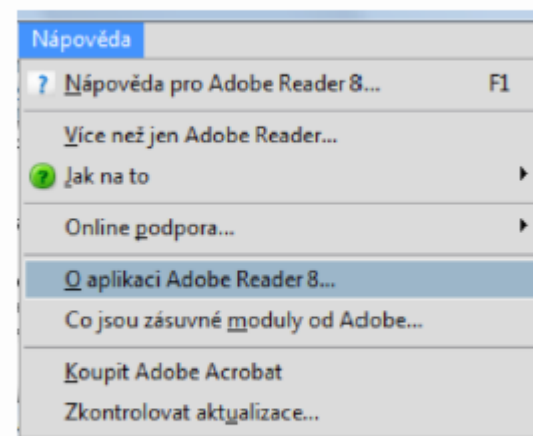 Nápověda
? Nápověda pro Adobe Reader 8... F1
Více než jen Adobe Reader...
? Jak na to
Online podpora...
O aplikaci Adobe Reader 8...
Co jsou zásuvné moduly od Adobe...
Koupit Adobe Acrobat
Zkontrolovat aktualizace...